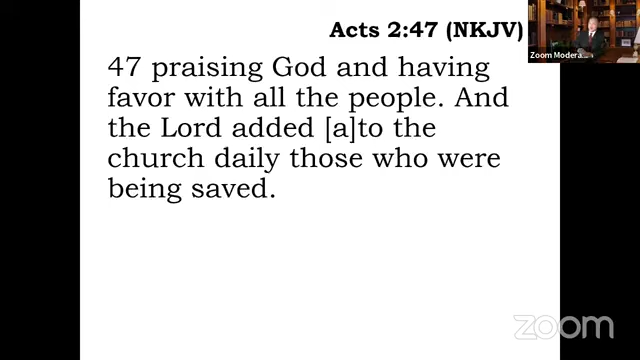 Acts 2:47 (NKJV)
Zoom Modera...
47 praising God and having
favor with all the people. And
the Lord added [a]to the
church daily those who were
being saved.
zoom